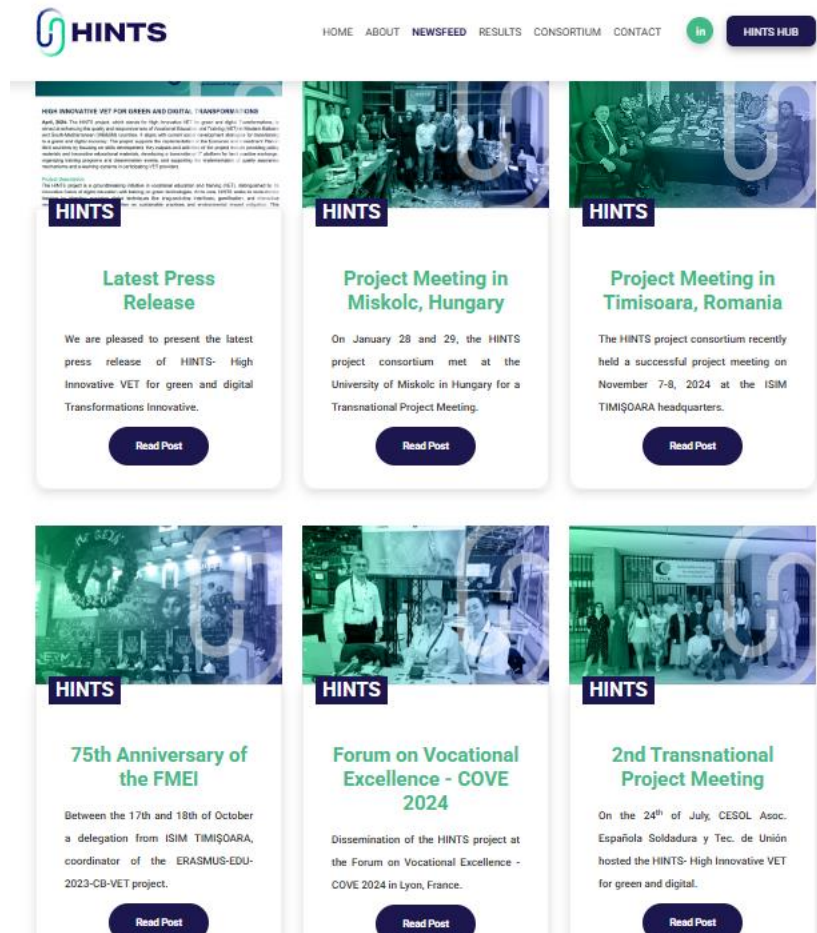 HINTS
HOME ABOUT NEWSFEED RESULTS CONSORTIUM CONTACT in HINTS HUB
HIGH INNOVATIVE VET FOR GREEN AND DIGITAL TRANSFORMATIONS
HINTS
Latest Press
Release
We are pleased to present the latest
press release of HINTS- High
Innovative VET for green and digital
Transformations Innovative.
Read Post
HINTS
Project Meeting in
Miskolc, Hungary
On January 28 and 29, the HINTS
project consortium met at the
University of Miskolc in Hungary for a
Transnational Project Meeting.
Read Post
HINTS
Project Meeting in
Timisoara, Romania
The HINTS project consortium recently
held a successful project meeting on
November 7-8, 2024 at the ISIM
TIMIȘOARA headquarters.
Read Post
HINTS
75th Anniversary of
the FMEI
Between the 17th and 18th of October
a delegation from ISIM TIMIȘOARA,
coordinator of the ERASMUS-EDU-
2023-CB-VET project.
Read Post
HINTS
Forum on Vocational
Excellence - COVE
2024
Dissemination of the HINTS project at
the Forum on Vocational Excellence -
COVE 2024 in Lyon, France.
Read Post
HINTS
2nd Transnational
Project Meeting
On the 24th of July, CESOL Asoc.
Española Soldadura y Tec. de Unión
hosted the HINTS- High Innovative VET
for green and digital.
Read Post